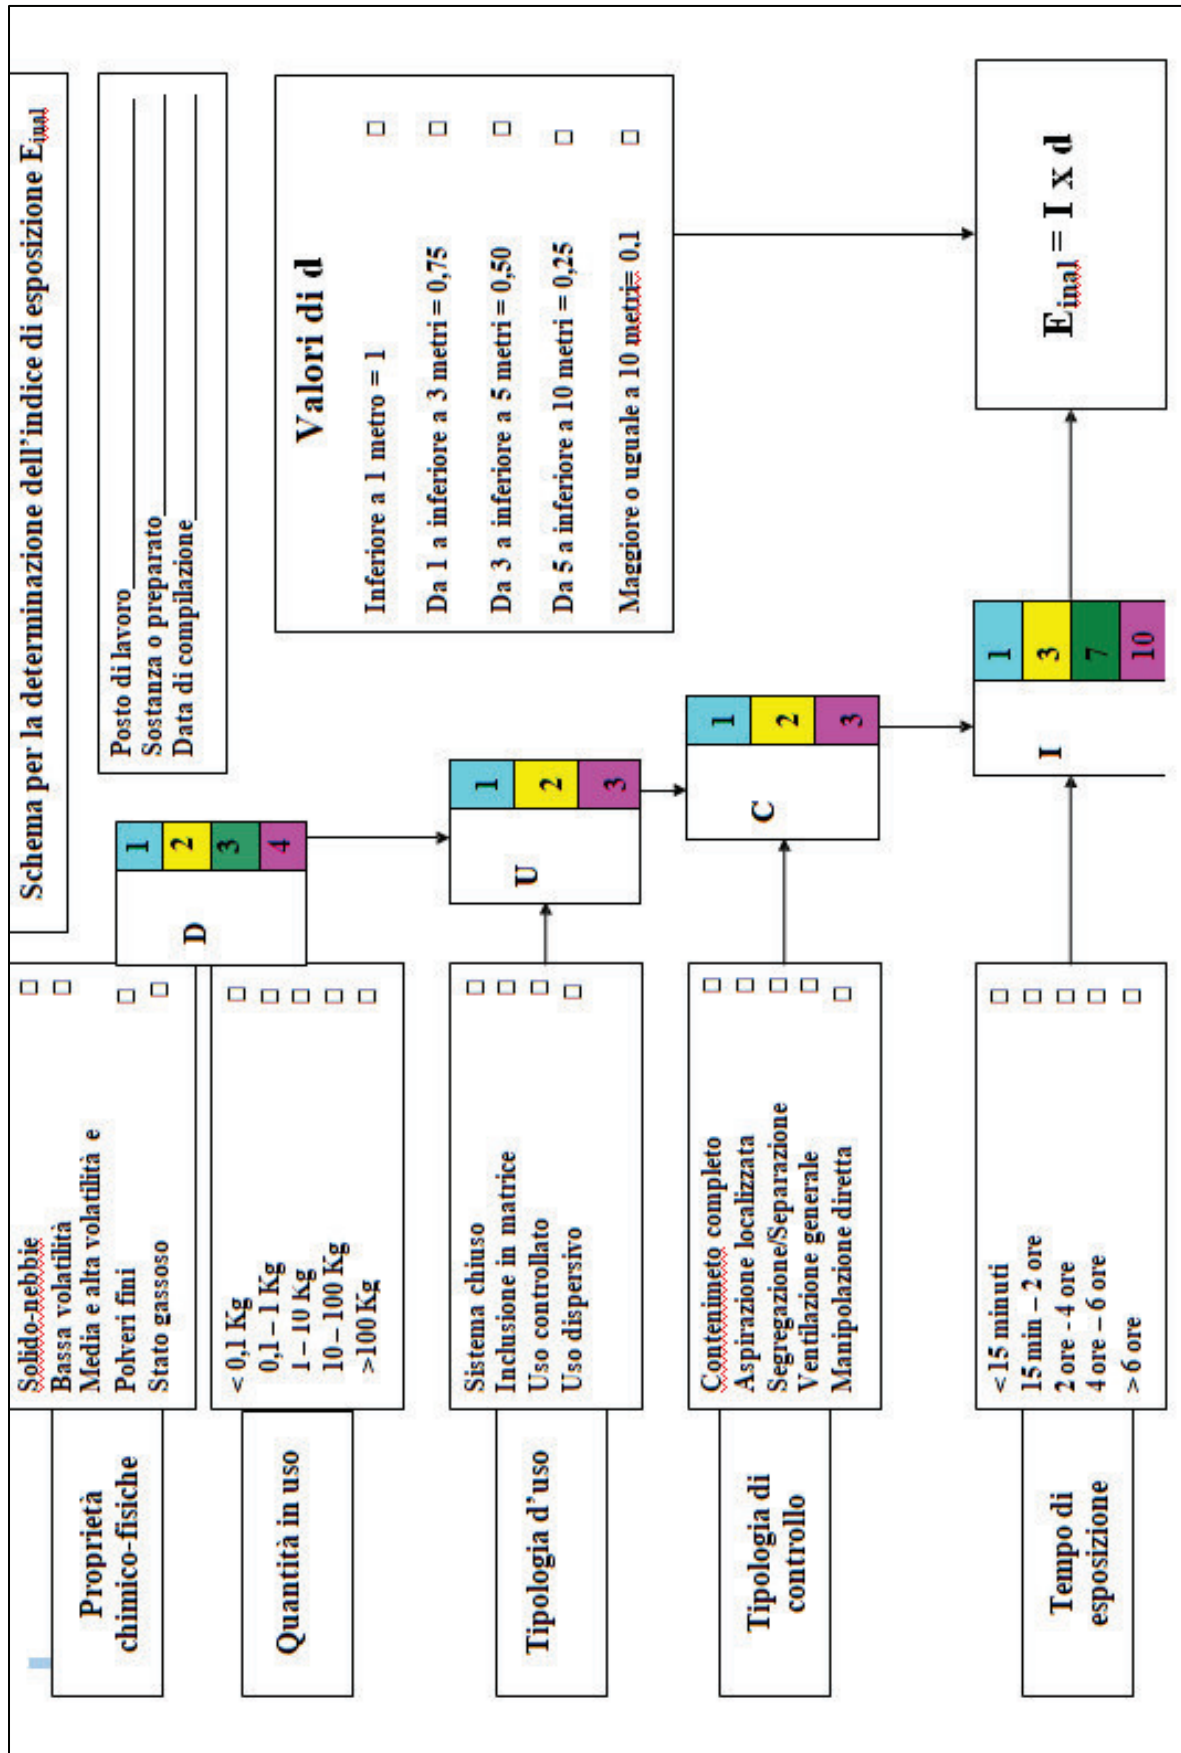 Schema per la determinazione dell'indice di esposizione Einal
Posto di lavoro
Sostanza o preparato
Data di compilazione
Proprietà
chimico-fisiche
Solido-nebbie
Bassa volatilità
Media e alta volatilità e
Polveri fini
Stato gassoso
D
1
2
3
4
Quantità in uso
< 0,1 Kg
0,1 – 1 Kg
1 – 10 Kg
10 – 100 Kg
>100 Kg
Valori di d
Inferiore a 1 metro = 1
Da 1 a inferiore a 3 metri = 0,75
Da 3 a inferiore a 5 metri = 0,50
Da 5 a inferiore a 10 metri = 0,25
Maggiore o uguale a 10 metri= 0,1
Tipologia d'uso
Sistema chiuso
Inclusione in matrice
Uso controllato
Uso dispersivo
U
1
2
3
Tipologia di
controllo
Contenimeto completo
Aspirazione localizzata
Segregazione/Separazione
Ventilazione generale
Manipolazione diretta
C
1
2
3
Tempo di
esposizione
< 15 minuti
15 min – 2 ore
2 ore - 4 ore
4 ore – 6 ore
> 6 ore
I
1
3
7
10
Einal = I x d